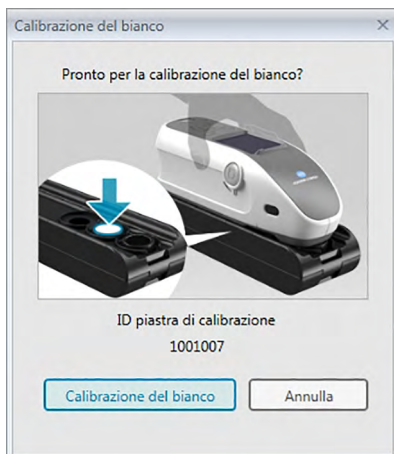 Calibrazione del bianco
Pronto per la calibrazione del bianco?
ID piastra di calibrazione
1001007
Calibrazione del bianco
Annulla